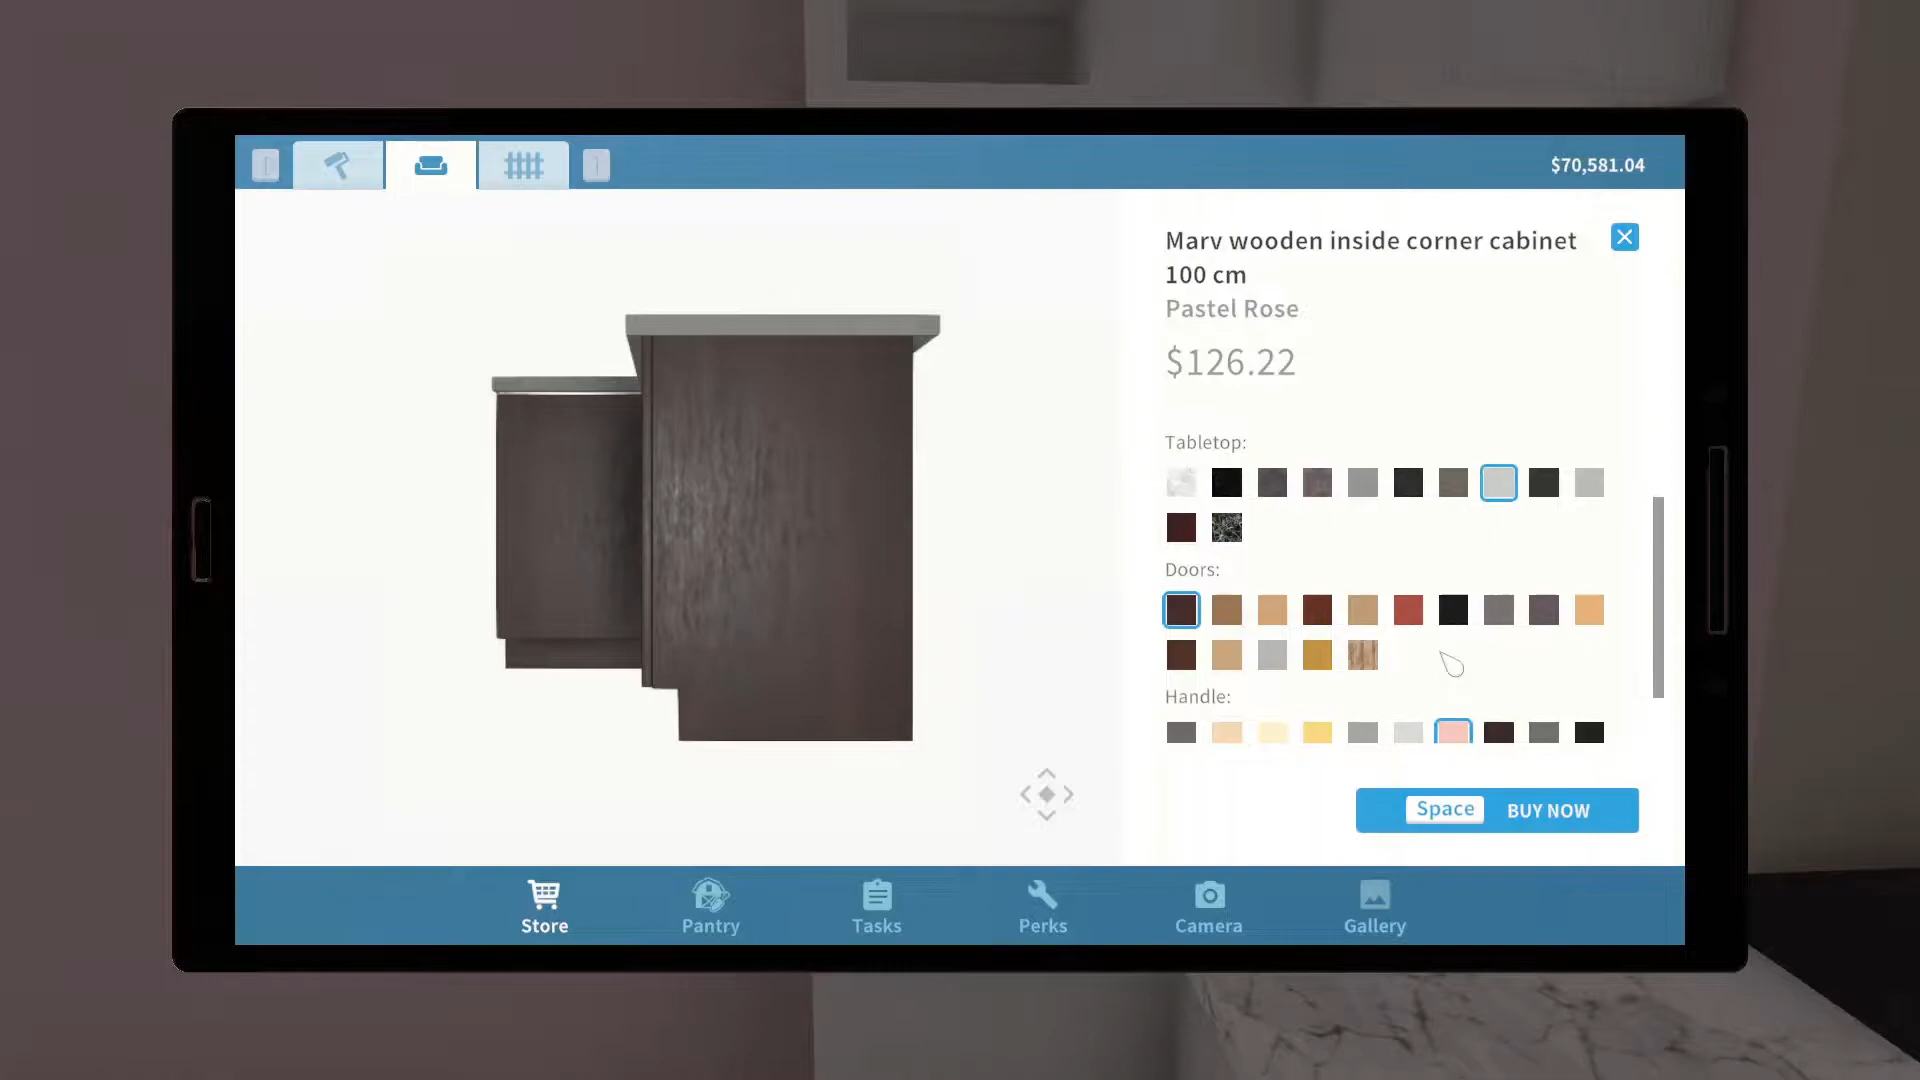 $70,581.04
Marv wooden inside corner cabinet
100 cm
Pastel Rose
$126.22
Tabletop:
Doors:
Handle:
Space BUY NOW
Store Pantry Tasks Perks Camera Gallery